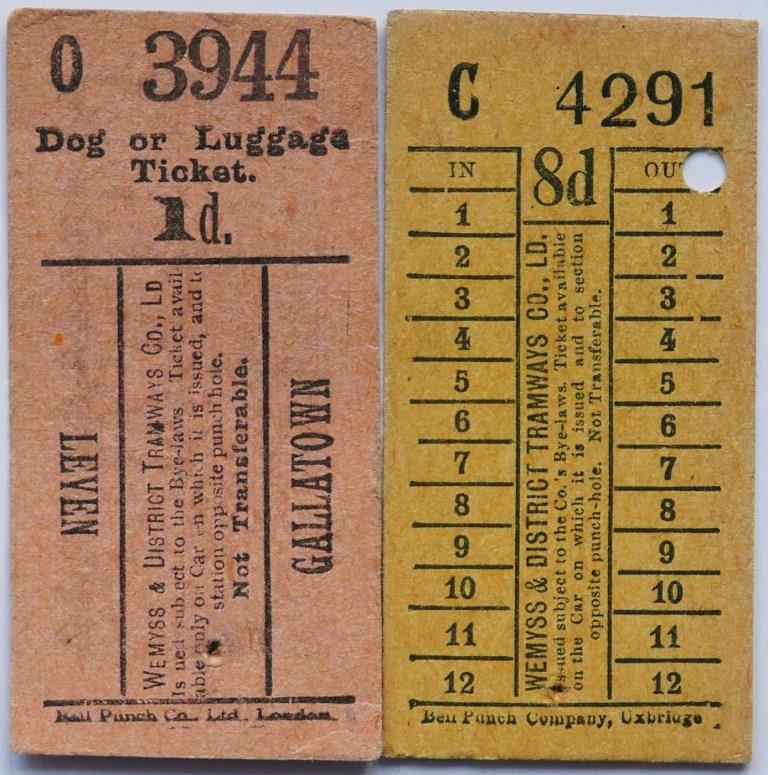 O 3944
Dog or Luggage
Ticket.
1d.
LEVEN
WEMYSS & DISTRICT TRAMWAYS CO., LD
Issued subject to the Bye-laws Ticket avail-
able only on Car on which it is issued, and to
station opposite punch hole.
Not Transferable.
GALLATOWN
Bell Punch Co., Ltd., London.
C 4291
IN
8d
OUT
1
2
3
4
5
6
7
8
9
10
11
12
WEMYSS & DISTRICT TRAMWAYS CO., LD.
Issued subject to the Co.'s Bye-laws. Ticket available
on the Car on which it is issued and to section
opposite punch-hole. Not Transferable.
1
2
3
4
5
6
7
8
9
10
11
12
Bell Punch Company, Uxbridge